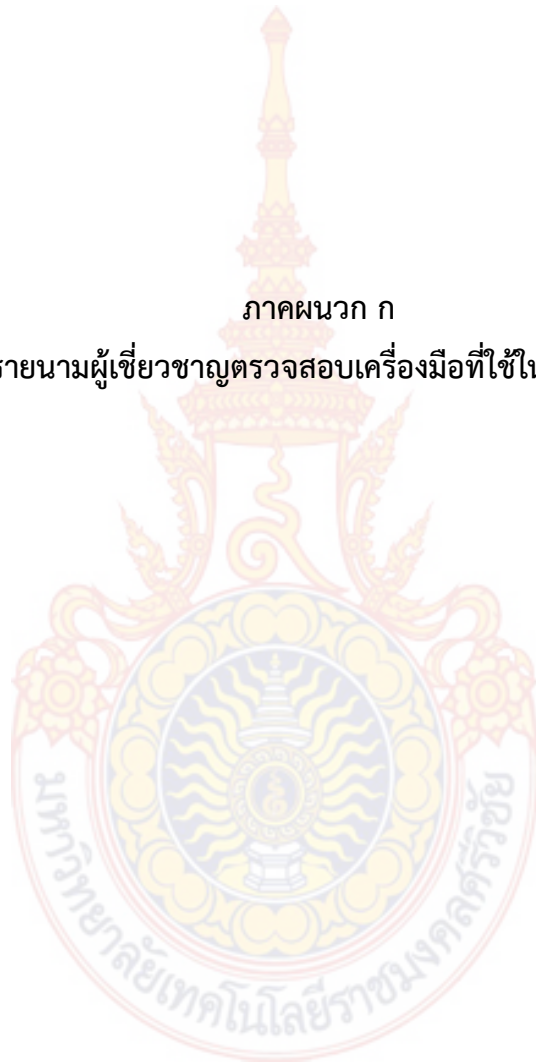 ภาคผนวก ก
รายนามผู้เชี่ยวชาญตรวจสอบเครื่องมือที่ใช้ใน
มหาวิทยาลัยเทคโนโลยีราชมงคลศรีวิชัย